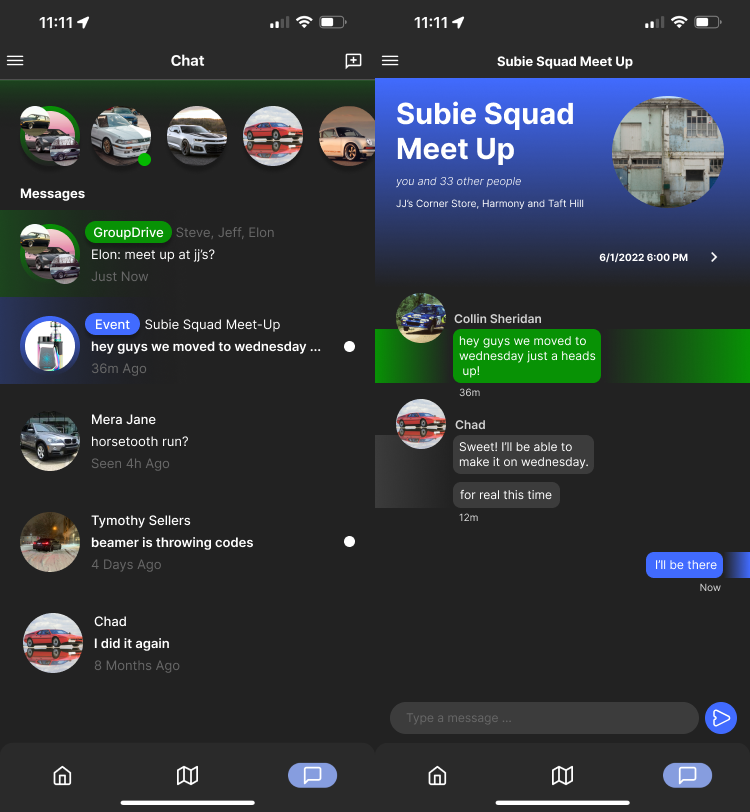 11:11
Chat
Messages
GroupDrive Steve, Jeff, Elon
Elon: meet up at jj's?
Just Now
Event Subie Squad Meet-Up
hey guys we moved to wednesday ...
36m Ago
Mera Jane
horsetooth run?
Seen 4h Ago
Tymothy Sellers
beamer is throwing codes
4 Days Ago
Chad
I did it again
8 Months Ago
11:11
Subie Squad Meet Up
Subie Squad
Meet Up
you and 33 other people
JJ's Corner Store, Harmony and Taft Hill
6/1/2022 6:00 PM
Collin Sheridan
hey guys we moved to
wednesday just a heads
up!
36m
Chad
Sweet! I'll be able to
make it on wednesday.
for real this time
12m
I'll be there
Now
Type a message ...